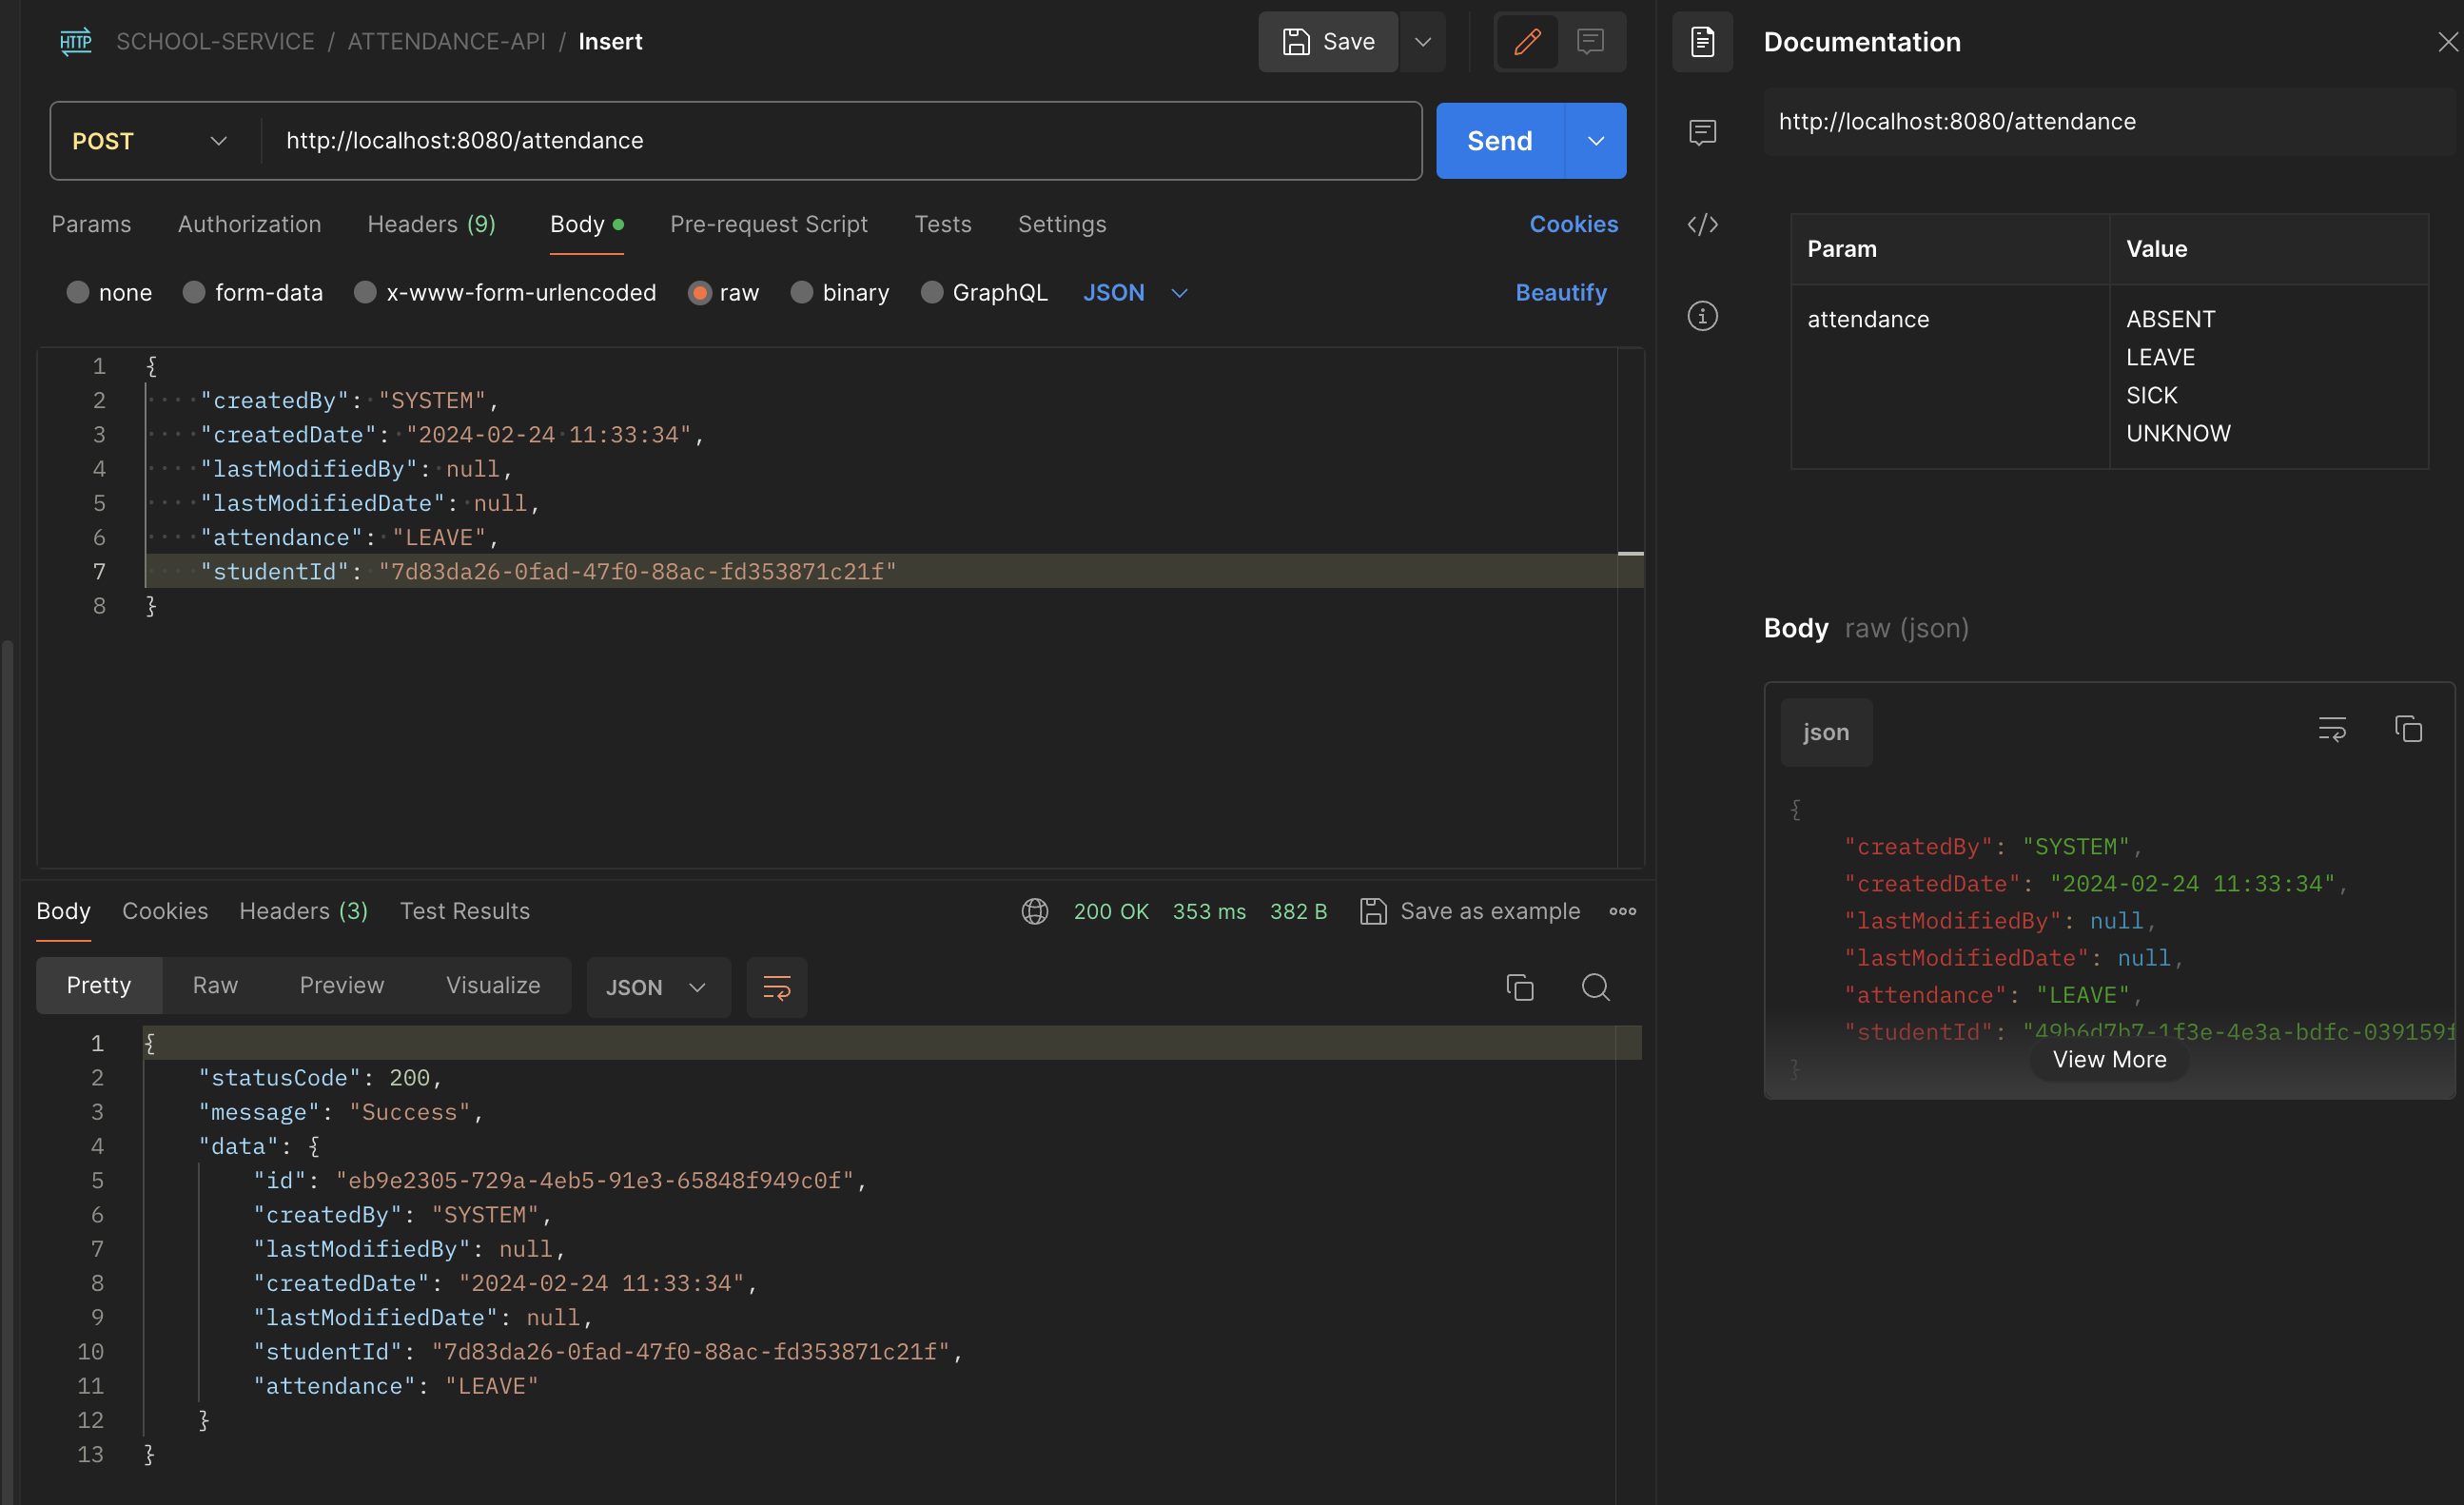 HTTP SCHOOL-SERVICE / ATTENDANCE-API / Insert
Save
POST http://localhost:8080/attendance
Send
Params Authorization Headers (9) Body Pre-request Script Tests Settings Cookies
none form-data x-www-form-urlencoded raw binary GraphQL JSON Beautify
1 {
2 "createdBy": "SYSTEM",
3 "createdDate": "2024-02-24 11:33:34",
4 "lastModifiedBy": null,
5 "lastModifiedDate": null,
6 "attendance": "LEAVE",
7 "studentId": "7d83da26-0fad-47f0-88ac-fd353871c21f"
8 }
Body Cookies Headers (3) Test Results 200 OK 353 ms 382 B Save as example
Pretty Raw Preview Visualize JSON
1 {
2 "statusCode": 200,
3 "message": "Success",
4 "data": {
5 "id": "eb9e2305-729a-4eb5-91e3-65848f949c0f",
6 "createdBy": "SYSTEM",
7 "lastModifiedBy": null,
8 "createdDate": "2024-02-24 11:33:34",
9 "lastModifiedDate": null,
10 "studentId": "7d83da26-0fad-47f0-88ac-fd353871c21f",
11 "attendance": "LEAVE"
12 }
13 }
Documentation
http://localhost:8080/attendance
Param Value
attendance ABSENT
LEAVE
SICK
UNKNOW
Body raw (json)
json
{
"createdBy": "SYSTEM",
"createdDate": "2024-02-24 11:33:34",
"lastModifiedBy": null,
"lastModifiedDate": null,
"attendance": "LEAVE",
"studentId": "49b6d7b7-1f3e-4e3a-bdfc-039159f
}
View More